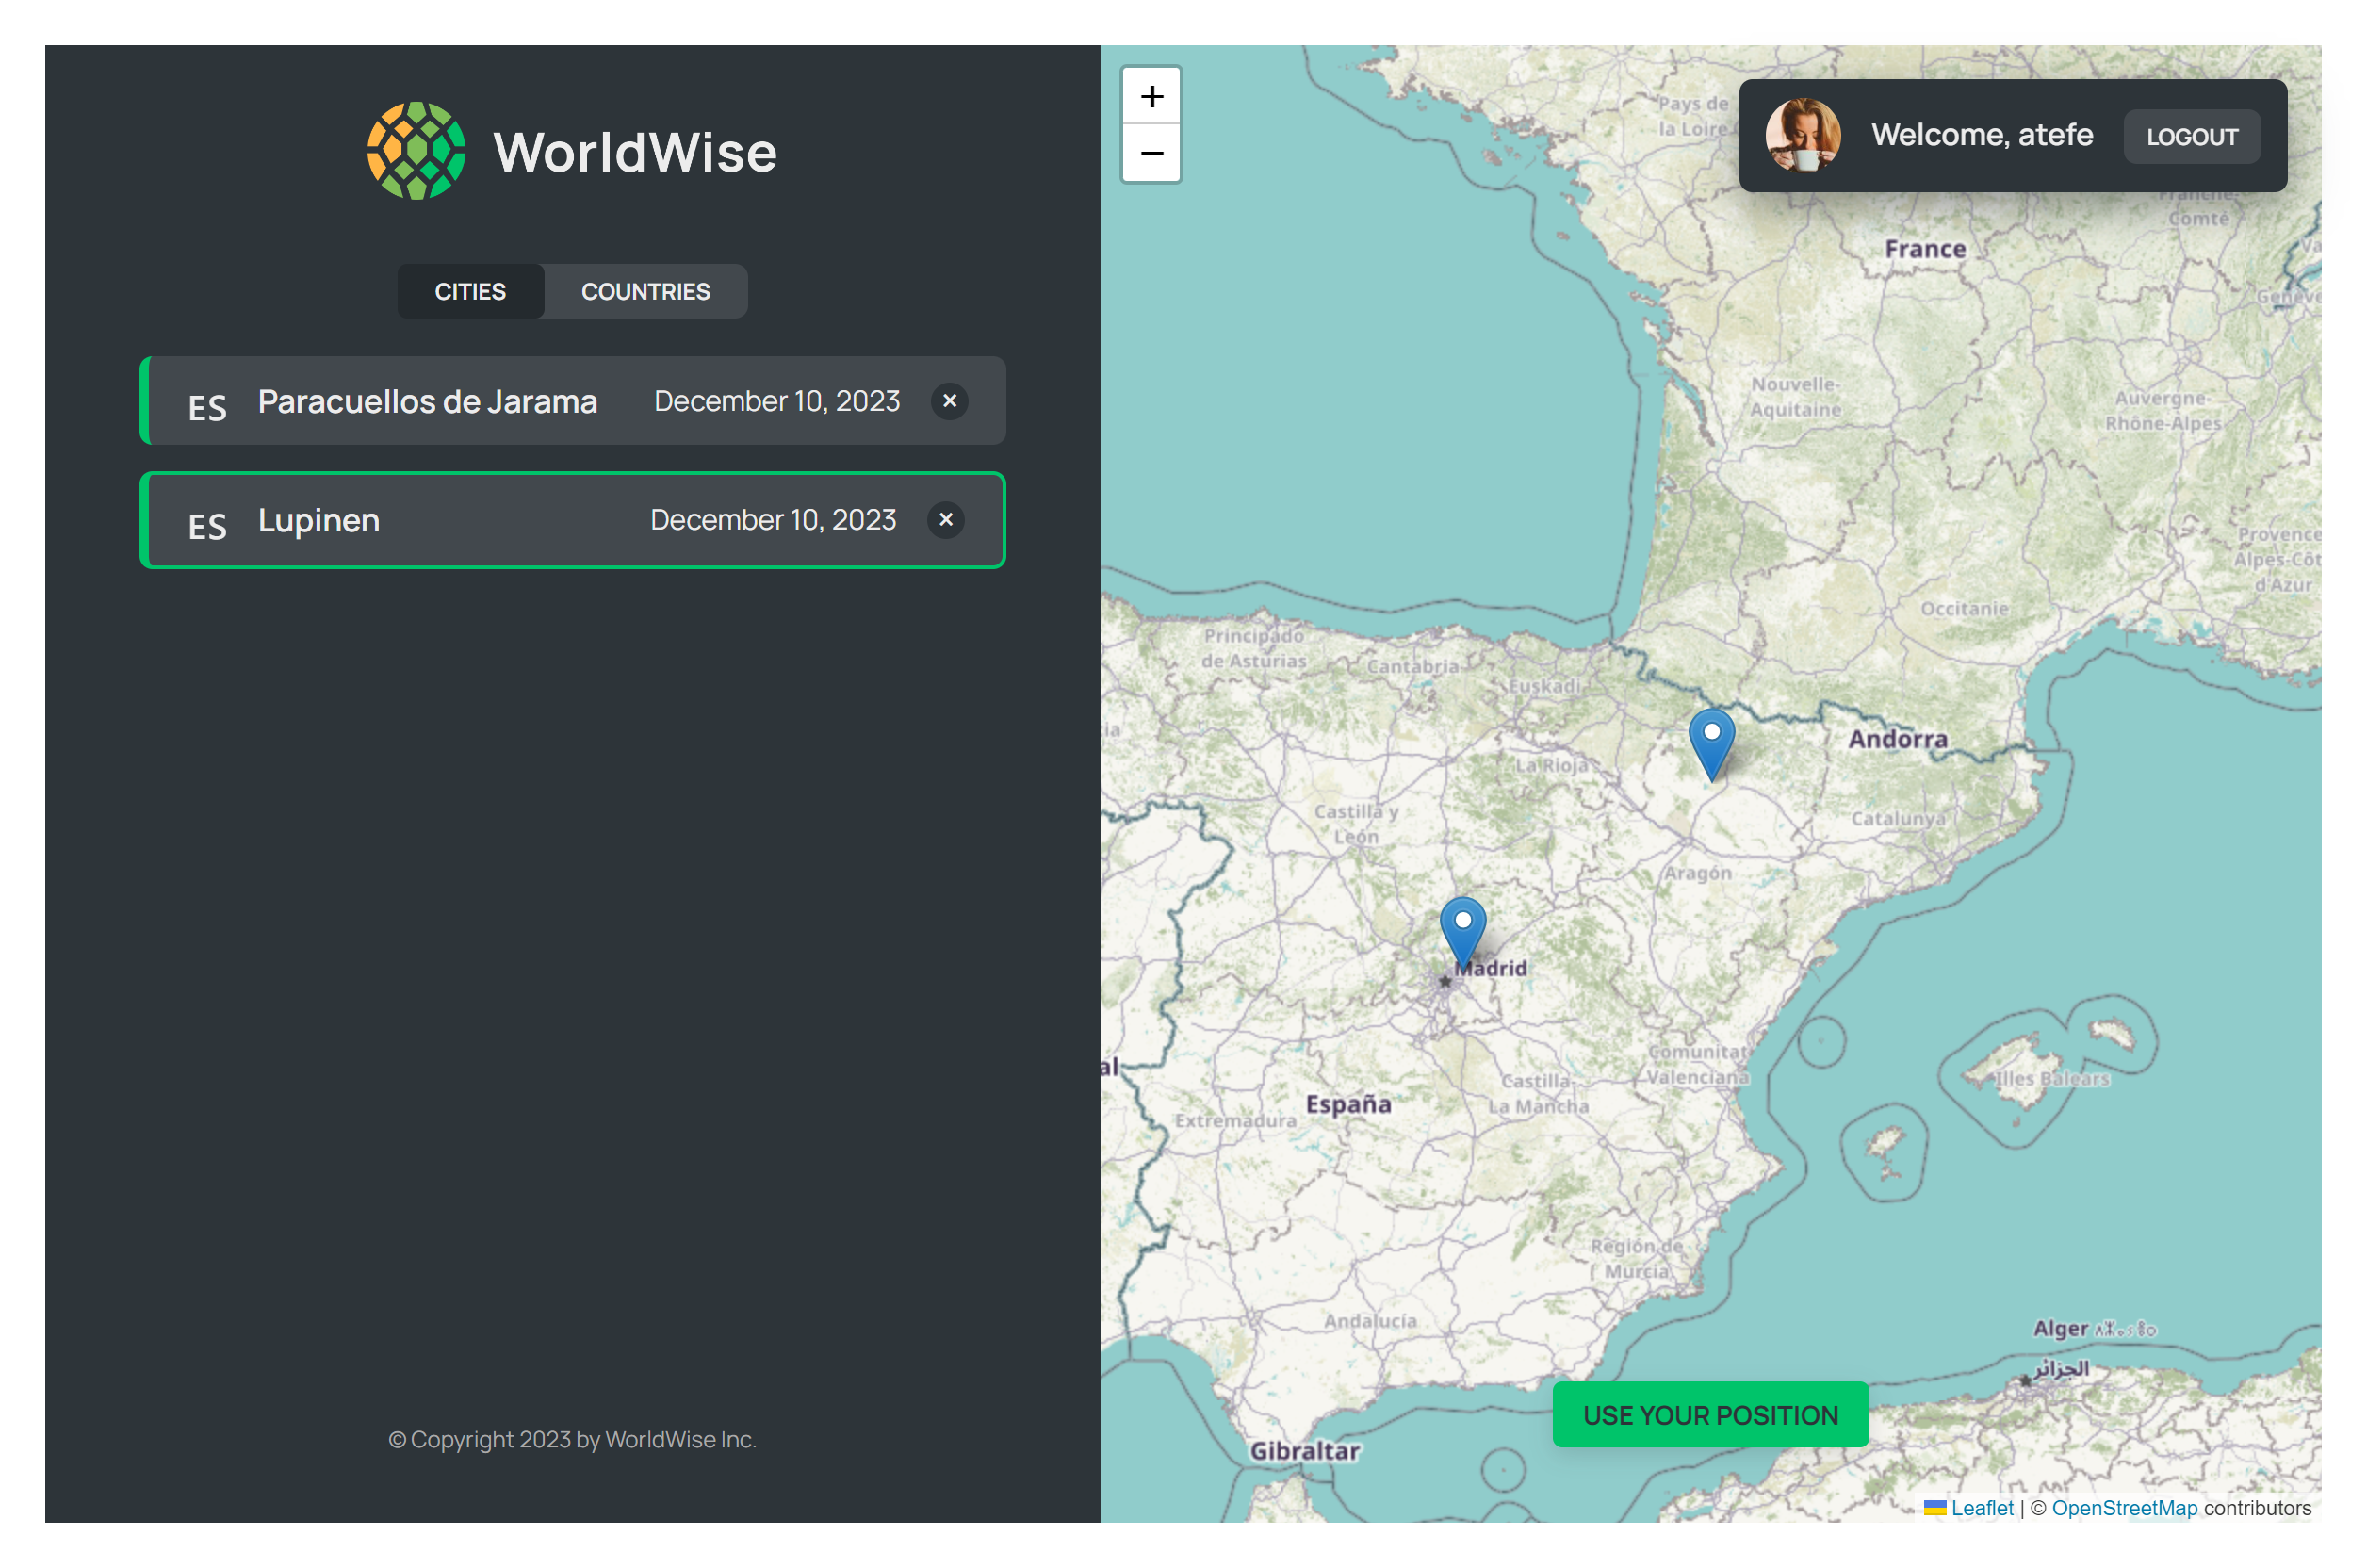 WorldWise
CITIES
COUNTRIES
ES Paracuellos de Jarama December 10, 2023 ×
ES Lupinen December 10, 2023 ×
© Copyright 2023 by WorldWise Inc.
+
−
Welcome, atefe
LOGOUT
Pays de
la Loire
Franche-
Comté
France
Genève
Nouvelle-
Aquitaine
Auvergne-
Rhône-Alpes
Provence
Alpes-Côt
d'Azur
Occitanie
Principado
de Asturias
Cantabria
Euskadi
ia
Andorra
La Rioja
Castilla y
León
Catalunya
Aragón
Madrid
al
Comunitat
Valenciana
Castilla-
La Mancha
Illes Balears
España
Extremadura
Región de
Murcia
Andalucía
Alger
الجزائر
USE YOUR POSITION
Gibraltar
Leaflet | © OpenStreetMap contributors